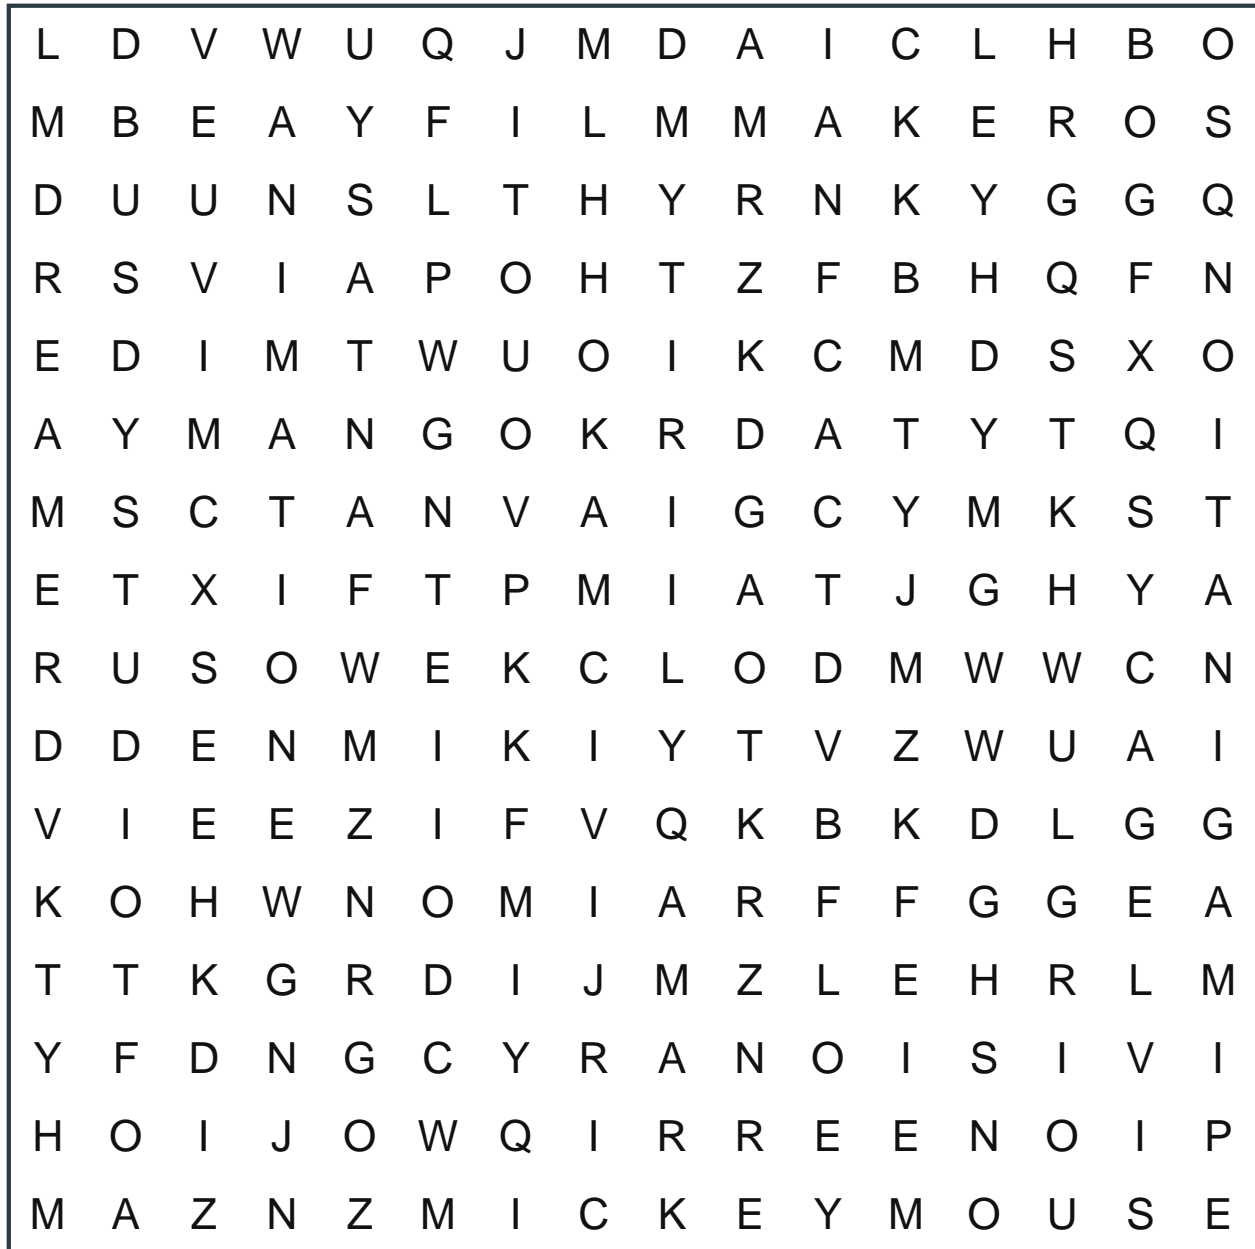 L D V W U Q J M D A I C L H B O
M B E A Y F I L M M A K E R O S
D U U N S L T H Y R N K Y G G Q
R S V I A P O H T Z F B H Q F N
E D I M T W U O I K C M D S X O
A Y M A N G O K R D A T Y T Q I
M S C T A N V A I G C Y M K S T
E T X I F T P M I A T J G H Y A
R U S O W E K C L O D M W W C N
D D E N M I K I Y T V Z W U A I
V I E E Z I F V Q K B K D L G G
K O H W N O M I A R F F G G E A
T T K G R D I J M Z L E H R L M
Y F D N G C Y R A N O I S I V I
H O I J O W Q I R R E E N O I P
M A Z N Z M I C K E Y M O U S E